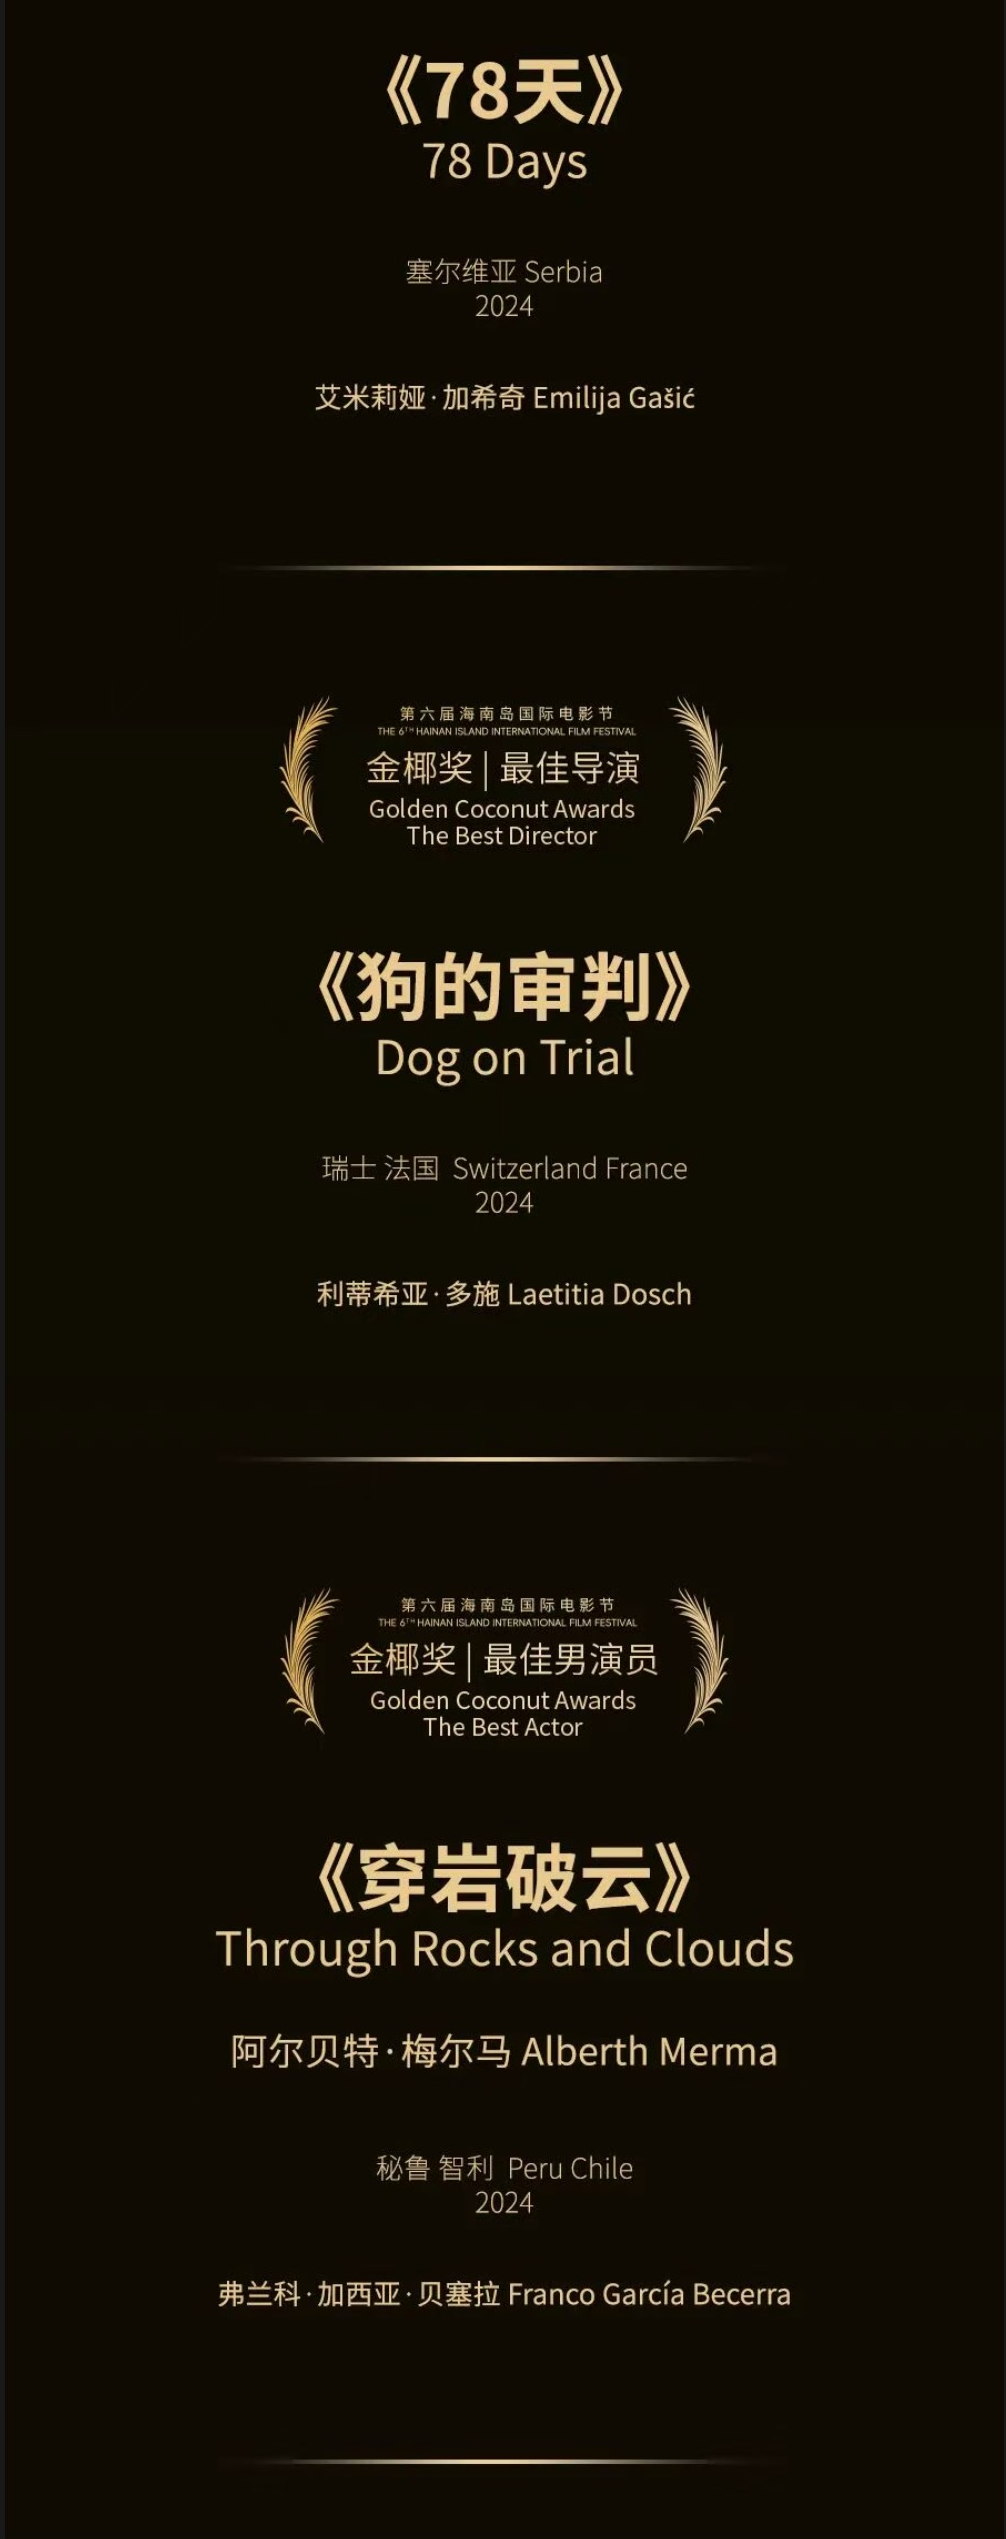 《78天》
78 Days
塞尔维亚 Serbia
2024
艾米莉娅·加希奇 Emilija Gašić
第六届海南岛国际电影节
THE 6TH HAINAN ISLAND INTERNATIONAL FILM FESTIVAL
金椰奖 | 最佳导演
Golden Coconut Awards
The Best Director
《狗的审判》
Dog on Trial
瑞士 法国 Switzerland France
2024
利蒂希亚·多施 Laetitia Dosch
第六届海南岛国际电影节
THE 6TH HAINAN ISLAND INTERNATIONAL FILM FESTIVAL
金椰奖 | 最佳男演员
Golden Coconut Awards
The Best Actor
《穿岩破云》
Through Rocks and Clouds
阿尔贝特·梅尔马 Alberth Merma
秘鲁 智利 Peru Chile
2024
弗兰科·加西亚·贝塞拉 Franco García Becerra